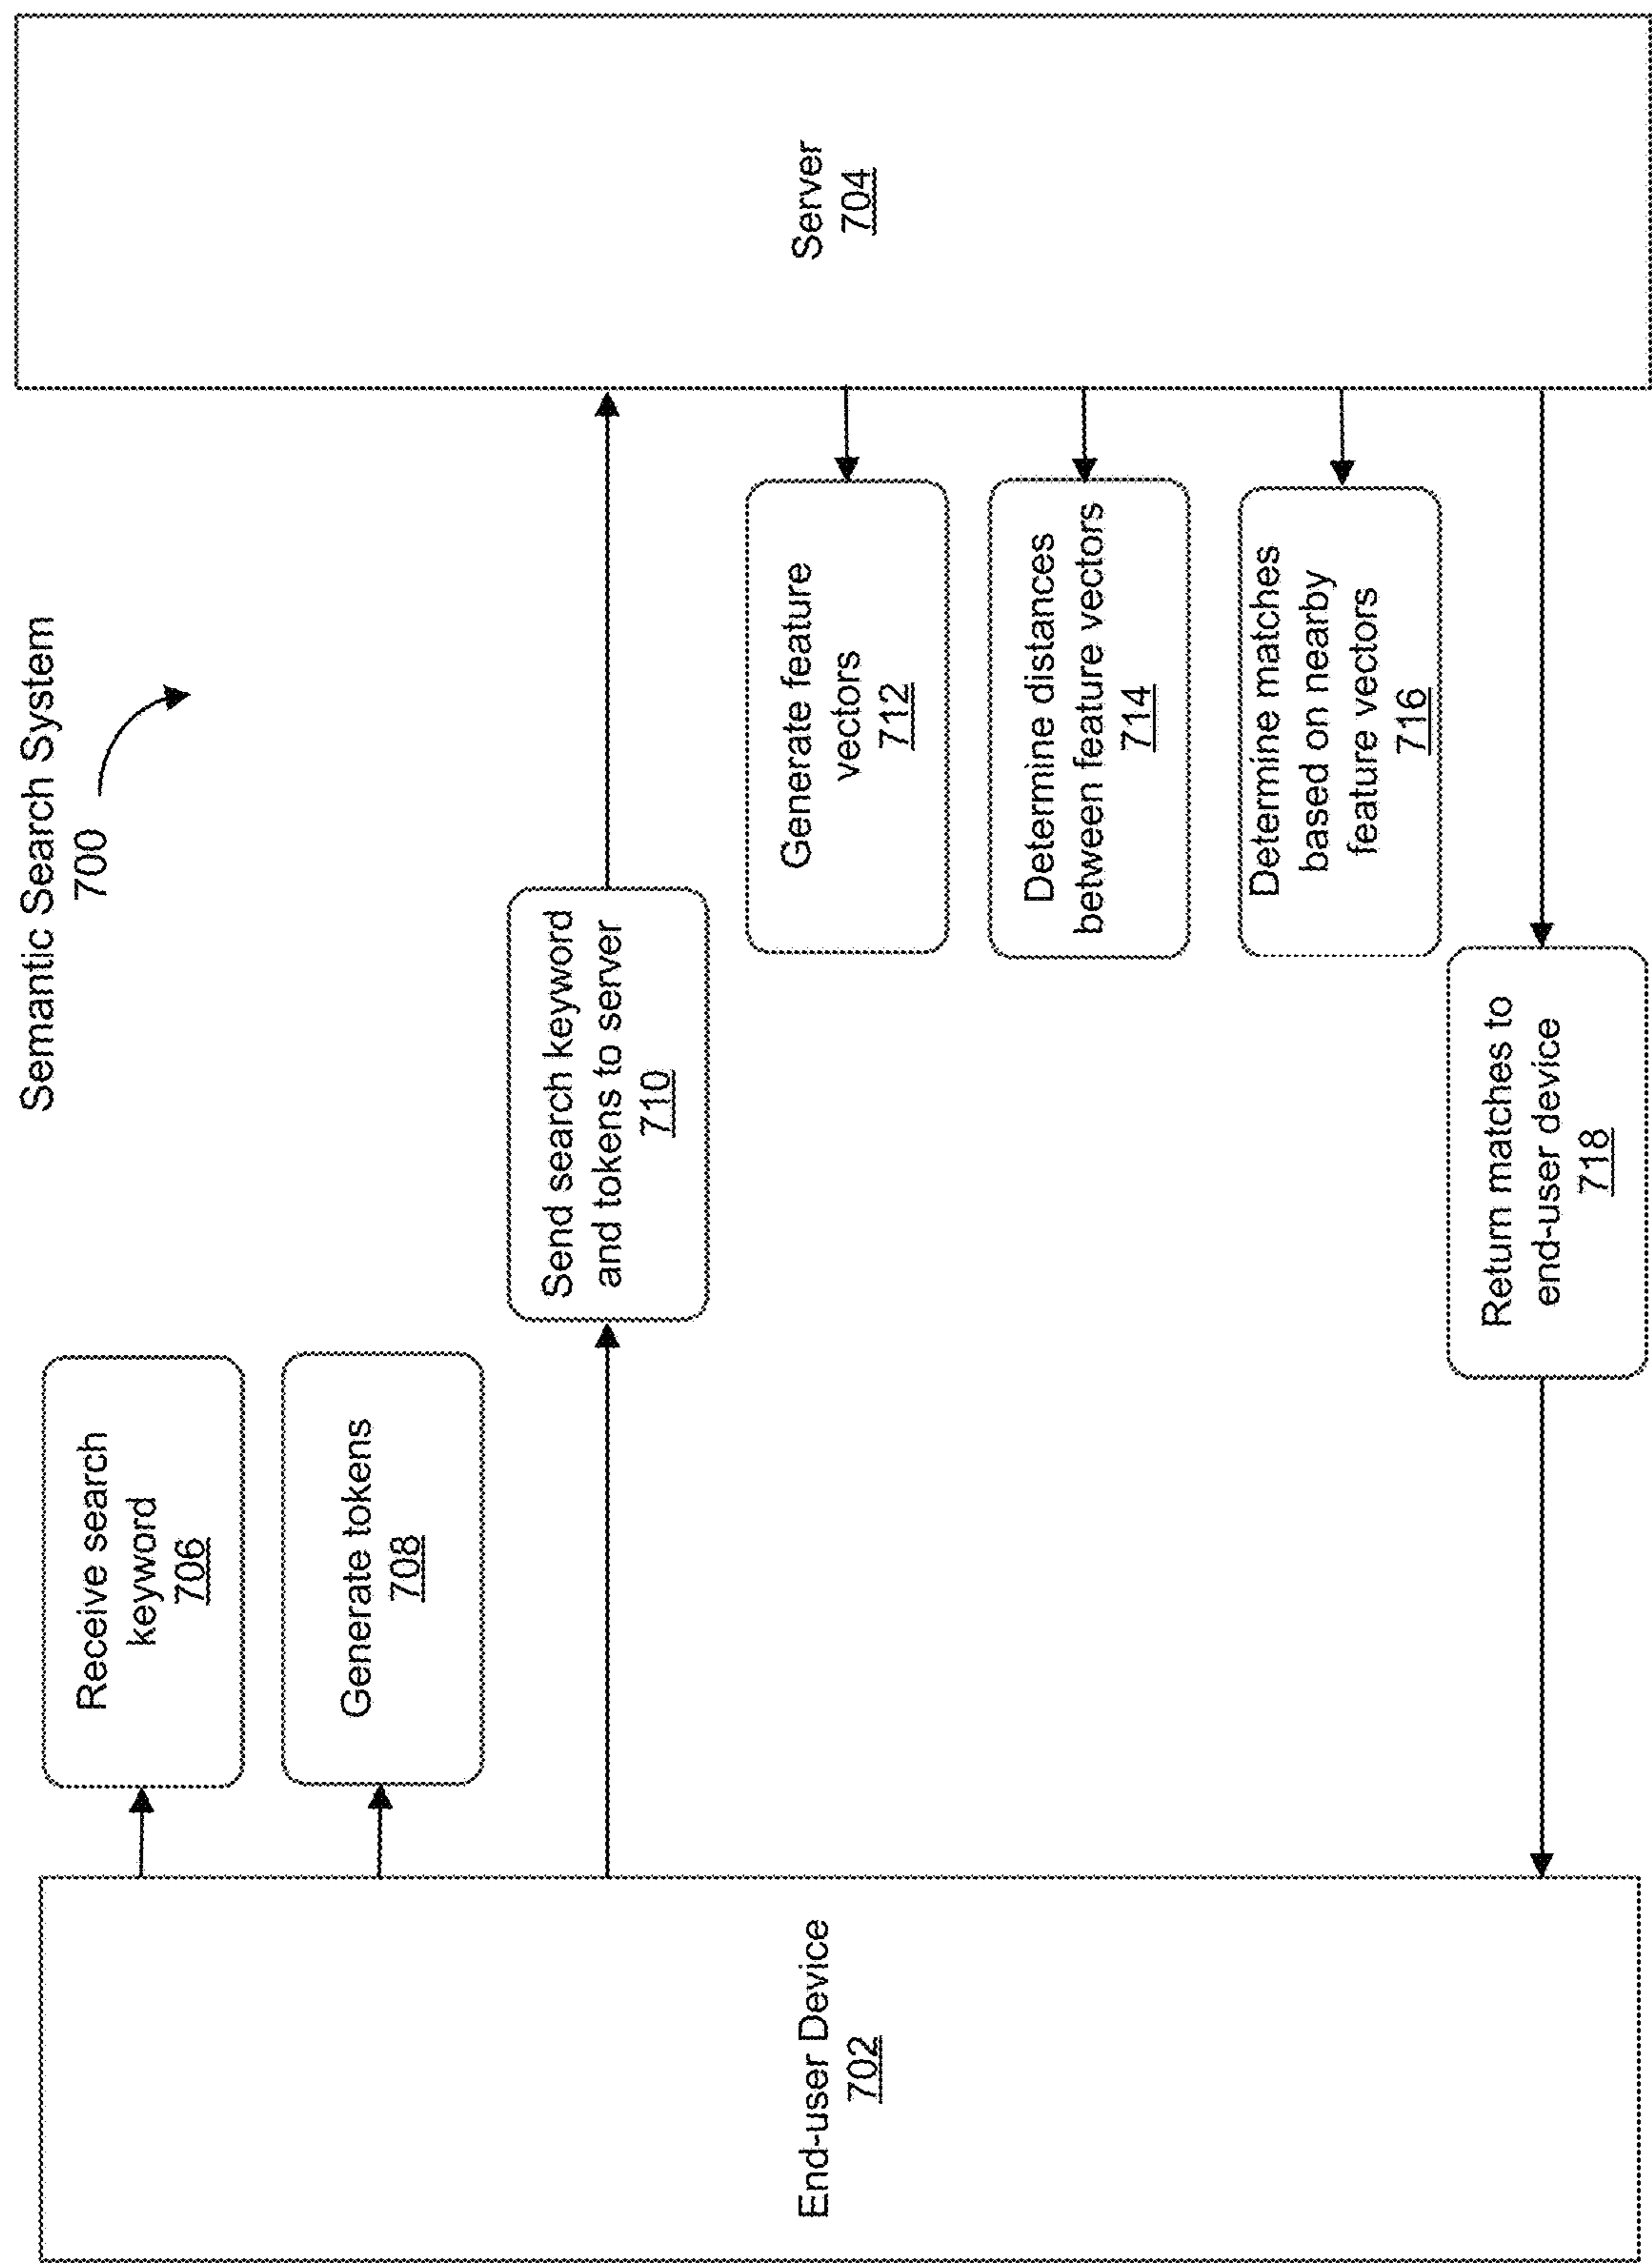 Semantic Search System
700
End-user Device
702
Server
704
Receive search
keyword
706
Generate tokens
708
Send search keyword
and tokens to server
710
Generate feature
vectors
712
Determine distances
between feature vectors
714
Determine matches
based on nearby
feature vectors
716
Return matches to
end-user device
718